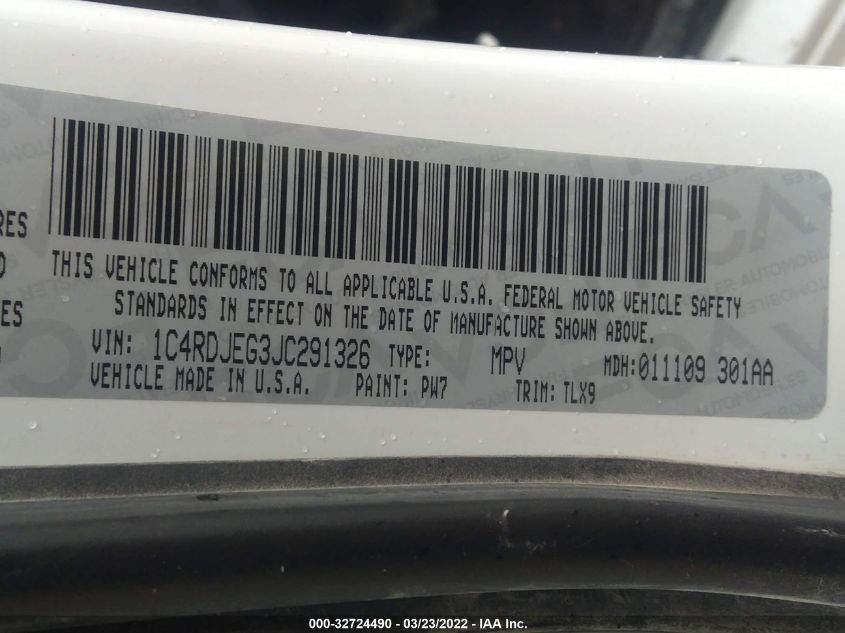 RES
THIS VEHICLE CONFORMS TO ALL APPLICABLE U.S.A. FEDERAL MOTOR VEHICLE SAFETY
STANDARDS IN EFFECT ON THE DATE OF MANUFACTURE SHOWN ABOVE.
ES
VIN: 1C4RDJEG3JC291326 TYPE: MPV MDH:011109 301AA
VEHICLE MADE IN U.S.A. PAINT: PW7 TRIM: TLX9
000-32724490 - 03/23/2022 - IAA Inc.